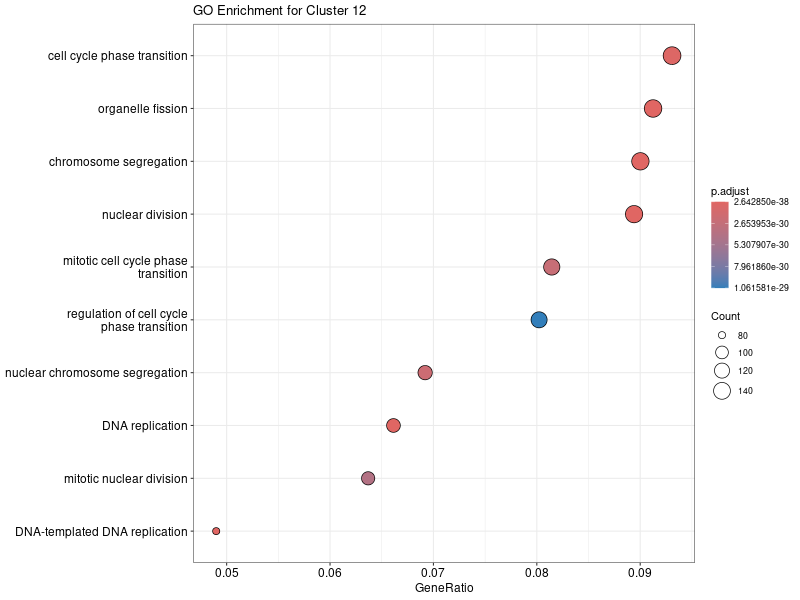 GO Enrichment for Cluster 12
cell cycle phase transition
organelle fission
chromosome segregation
nuclear division
mitotic cell cycle phase
transition
regulation of cell cycle
phase transition
nuclear chromosome segregation
DNA replication
mitotic nuclear division
DNA-templated DNA replication
0.05 0.06 0.07 0.08 0.09
GeneRatio
p.adjust
2.642850e-38
2.653953e-30
5.307907e-30
7.961860e-30
1.061581e-29
Count
80
100
120
140